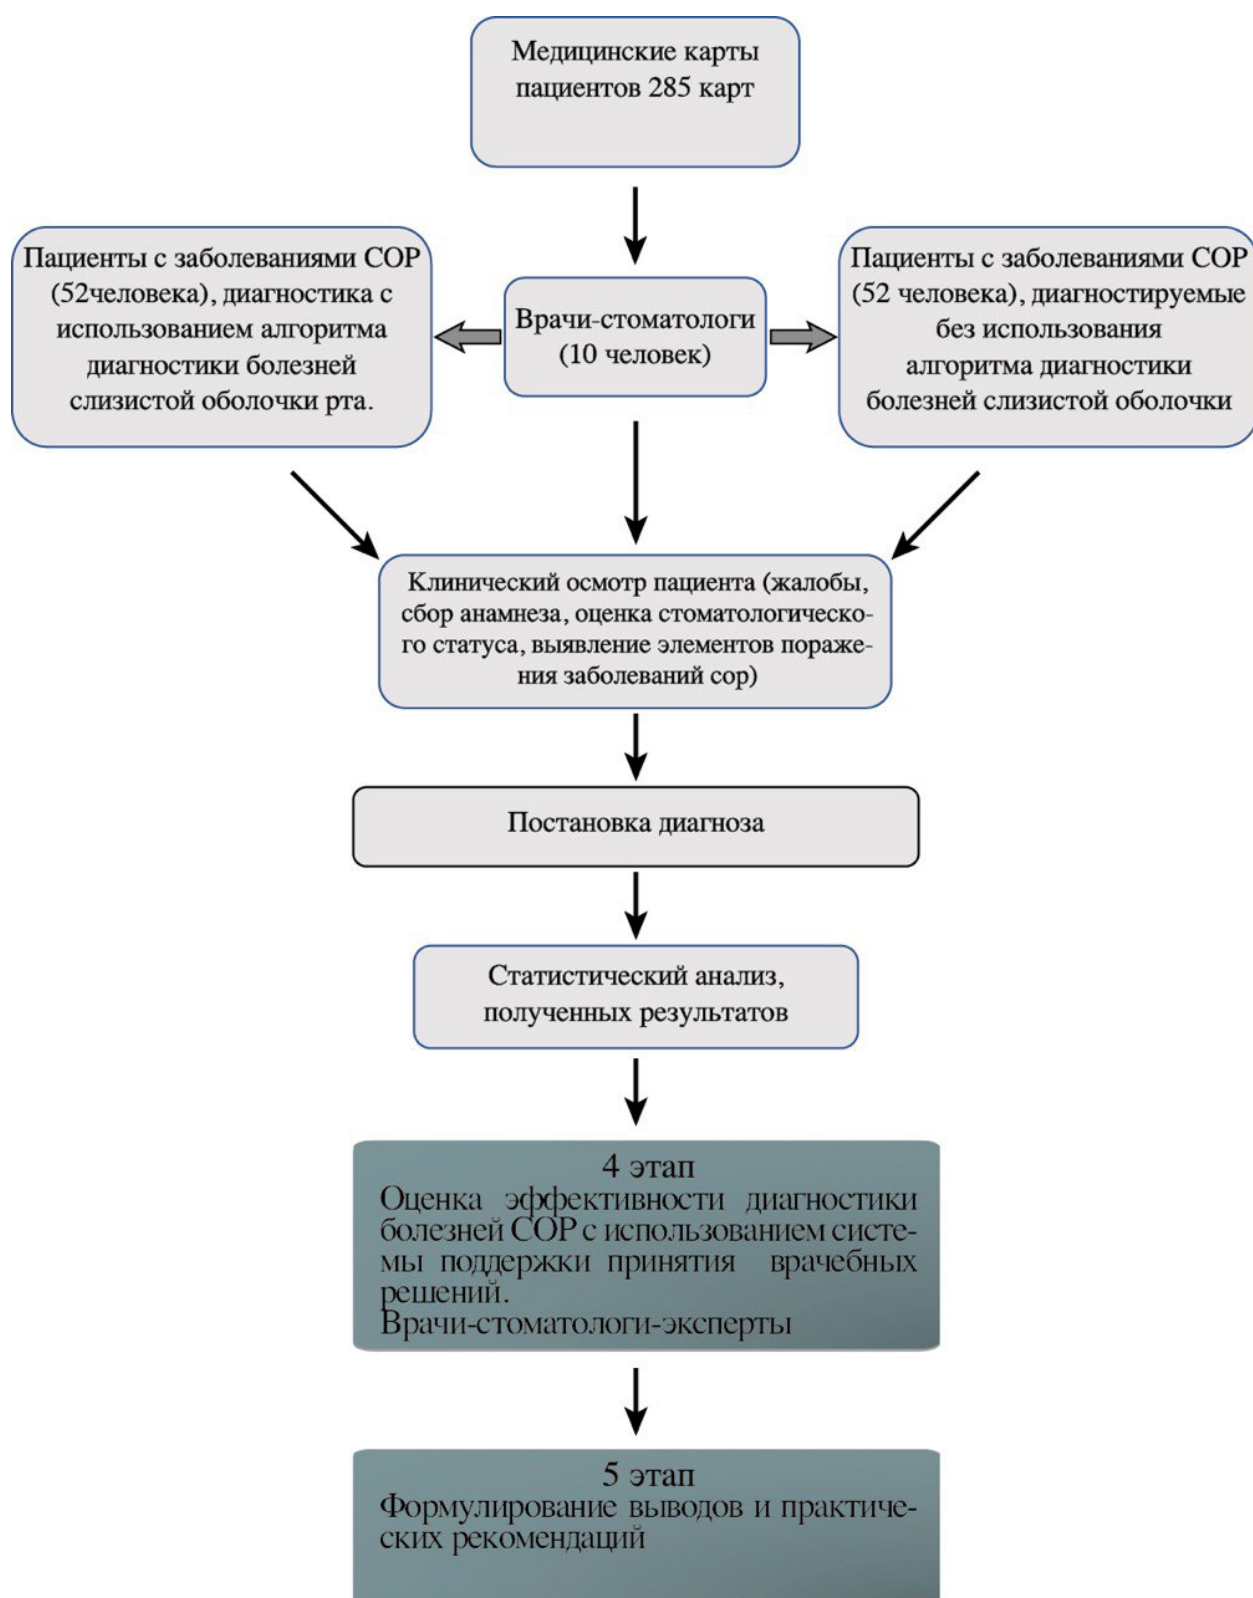 Медицинские карты
пациентов 285 карт
Пациенты с заболеваниями СОР
(52человека), диагностика с
использованием алгоритма
диагностики болезней
слизистой оболочки рта.
Врачи-стоматологи
(10 человек)
Пациенты с заболеваниями СОР
(52 человека), диагностируемые
без использования
алгоритма диагностики
болезней слизистой оболочки
Клинический осмотр пациента (жалобы,
сбор анамнеза, оценка стоматологическо-
го статуса, выявление элементов пораже-
ния заболеваний сор)
Постановка диагноза
Статистический анализ,
полученных результатов
4 этап
Оценка эффективности диагностики
болезней СОР с использованием систе-
мы поддержки принятия врачебных
решений.
Врачи-стоматологи-эксперты
5 этап
Формулирование выводов и практиче-
ских рекомендаций